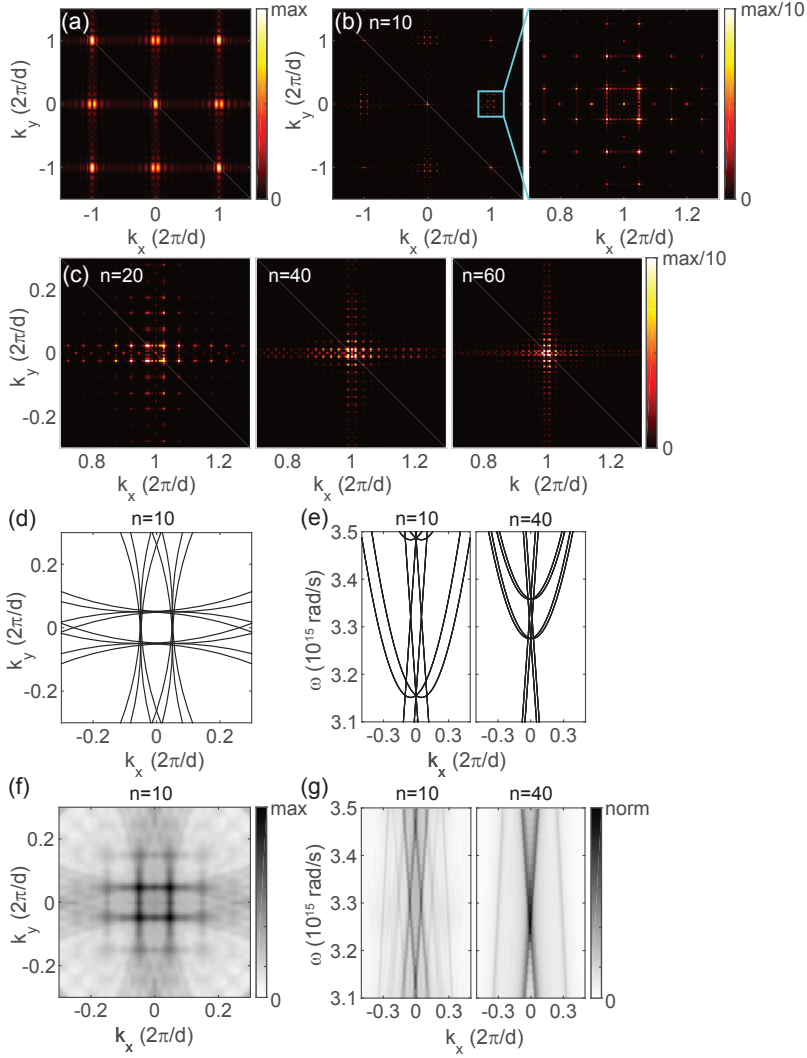 (a)
max
0
1
0
-1
k_y (2π/d)
-1 0 1
k_x (2π/d)
(b) n=10
max/10
0
1
0
-1
k_y (2π/d)
-1 0 1
k_x (2π/d)
0.8 1 1.2
k_x (2π/d)
(c) n=20
n=40
n=60
max/10
0
0.2
0
-0.2
k_y (2π/d)
0.8 1 1.2
k_x (2π/d)
0.8 1 1.2
k_x (2π/d)
0.8 1 1.2
k (2π/d)
(d) n=10
0.2
0
-0.2
k_y (2π/d)
-0.2 0 0.2
k_x (2π/d)
(e) n=10 n=40
3.5
3.4
3.3
3.2
3.1
ω (10^15 rad/s)
-0.3 0 0.3 -0.3 0 0.3
k_x (2π/d)
(f) n=10
max
0
0.2
0
-0.2
k_y (2π/d)
-0.2 0 0.2
k_x (2π/d)
(g) n=10 n=40
norm
0
3.5
3.4
3.3
3.2
3.1
ω (10^15 rad/s)
-0.3 0 0.3 -0.3 0 0.3
k_x (2π/d)